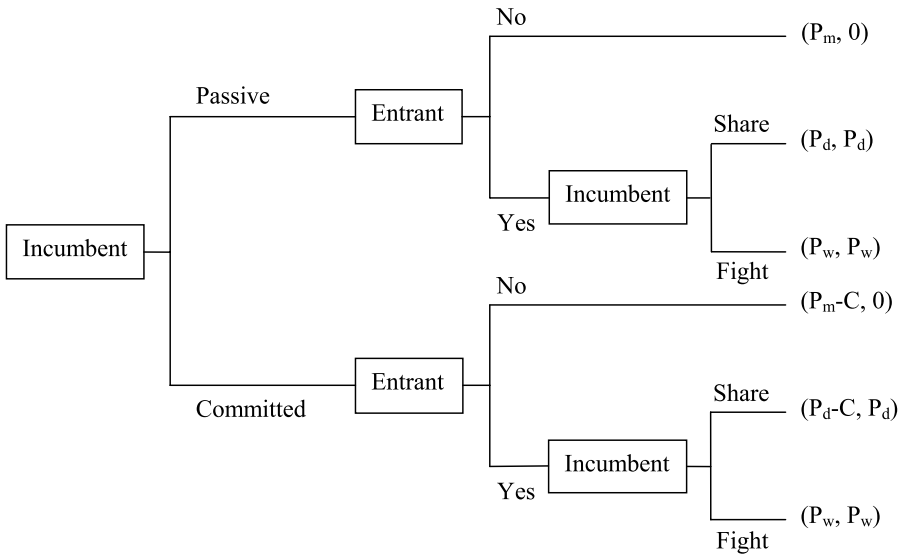 No
(Pm, 0)
Passive
Entrant
Share
(Pd, Pd)
Incumbent
Yes
Incumbent
(Pw, Pw)
Fight
No
(Pm-C, 0)
Entrant
Committed
Share
(Pd-C, Pd)
Incumbent
Yes
(Pw, Pw)
Fight